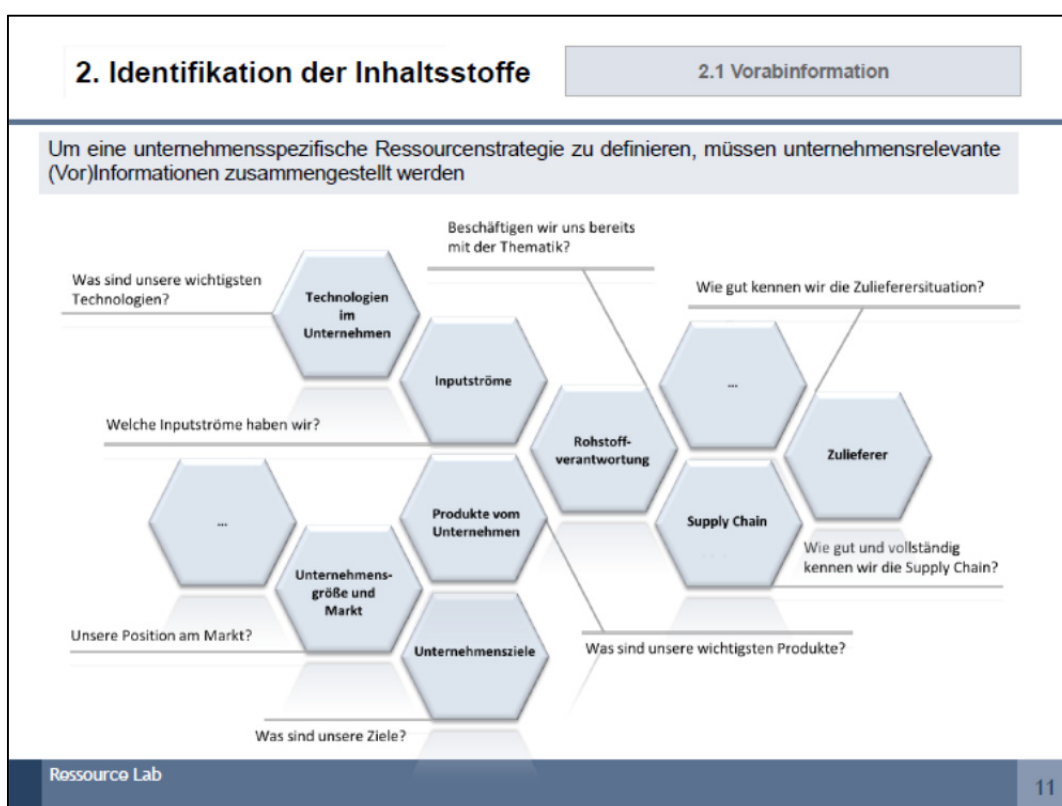 2. Identifikation der Inhaltsstoffe
2.1 Vorabinformation
Um eine unternehmensspezifische Ressourcenstrategie zu definieren, müssen unternehmensrelevante
(Vor)Informationen zusammengestellt werden
Beschäftigen wir uns bereits
mit der Thematik?
Was sind unsere wichtigsten
Technologien?
Wie gut kennen wir die Zulieferersituation?
Technologien
im
Unternehmen
Inputströme
...
Welche Inputströme haben wir?
Rohstoff-
verantwortung
Zulieferer
...
Produkte vom
Unternehmen
Supply Chain
Wie gut und vollständig
kennen wir die Supply Chain?
Unternehmens-
größe und
Markt
Unsere Position am Markt?
Unternehmensziele
Was sind unsere wichtigsten Produkte?
Was sind unsere Ziele?
Ressource Lab
11